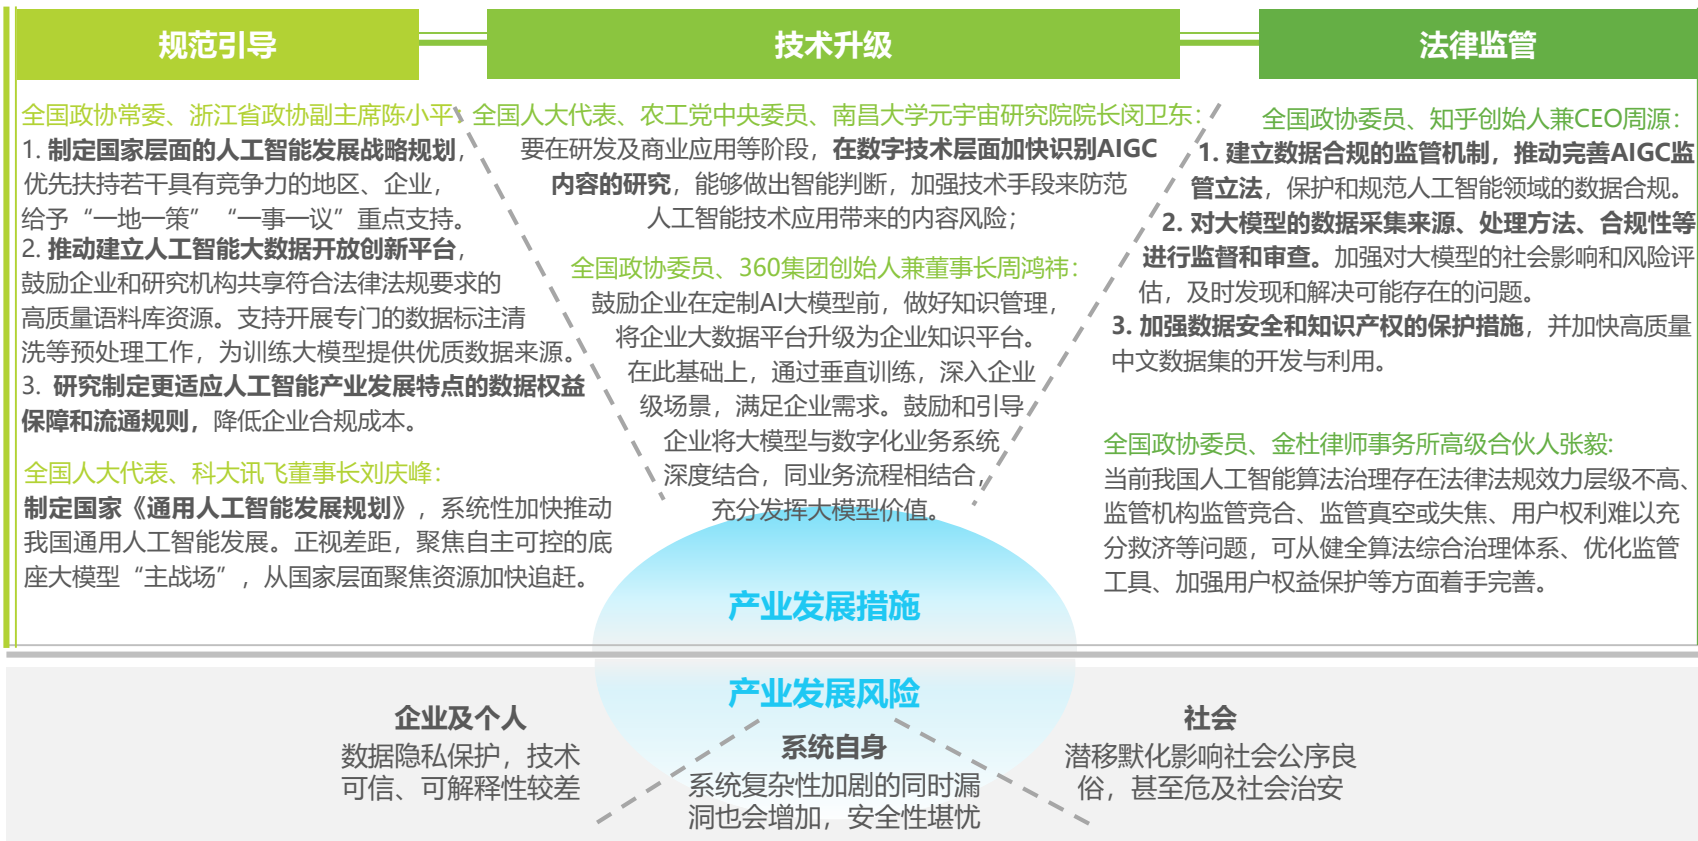 规范引导
全国政协常委、浙江省政协副主席陈小平：
1. 制定国家层面的人工智能发展战略规划，
优先扶持若干具有竞争力的地区、企业，
给予“一地一策”“一事一议”重点支持。
2. 推动建立人工智能大数据开放创新平台，
鼓励企业和研究机构共享符合法律法规要求的
高质量语料库资源。支持开展专门的数据标注清
洗等预处理工作，为训练大模型提供优质数据来源。
3. 研究制定更适应人工智能产业发展特点的数据权益
保障和流通规则，降低企业合规成本。
全国人大代表、科大讯飞董事长刘庆峰：
制定国家《通用人工智能发展规划》，系统性加快推动
我国通用人工智能发展。正视差距，聚焦自主可控的底
座大模型“主战场”，从国家层面聚焦资源加快追赶。
技术升级
全国人大代表、农工党中央委员、南昌大学元宇宙研究院院长闵卫东：
要在研发及商业应用等阶段，在数字技术层面加快识别AIGC
内容的研究，能够做出智能判断，加强技术手段来防范
人工智能技术应用带来的内容风险；
全国政协委员、360集团创始人兼董事长周鸿祎：
鼓励企业在定制AI大模型前，做好知识管理，
将企业大数据平台升级为企业知识平台。
在此基础上，通过垂直训练，深入企业
级场景，满足企业需求。鼓励和引导
企业将大模型与数字化业务系统
深度结合，同业务流程相结合，
充分发挥大模型价值。
法律监管
全国政协委员、知乎创始人兼CEO周源：
1. 建立数据合规的监管机制，推动完善AIGC监
管立法，保护和规范人工智能领域的数据合规。
2. 对大模型的数据采集来源、处理方法、合规性等
进行监督和审查。加强对大模型的社会影响和风险评
估，及时发现和解决可能存在的问题。
3. 加强数据安全和知识产权的保护措施，并加快高质量
中文数据集的开发与利用。
全国政协委员、金杜律师事务所高级合伙人张毅:
当前我国人工智能算法治理存在法律法规效力层级不高、
监管机构监管竞合、监管真空或失焦、用户权利难以充
分救济等问题，可从健全算法综合治理体系、优化监管
工具、加强用户权益保护等方面着手完善。
产业发展措施
产业发展风险
企业及个人
数据隐私保护，技术
可信、可解释性较差
系统自身
系统复杂性加剧的同时漏
洞也会增加，安全性堪忧
社会
潜移默化影响社会公序良
俗，甚至危及社会治安